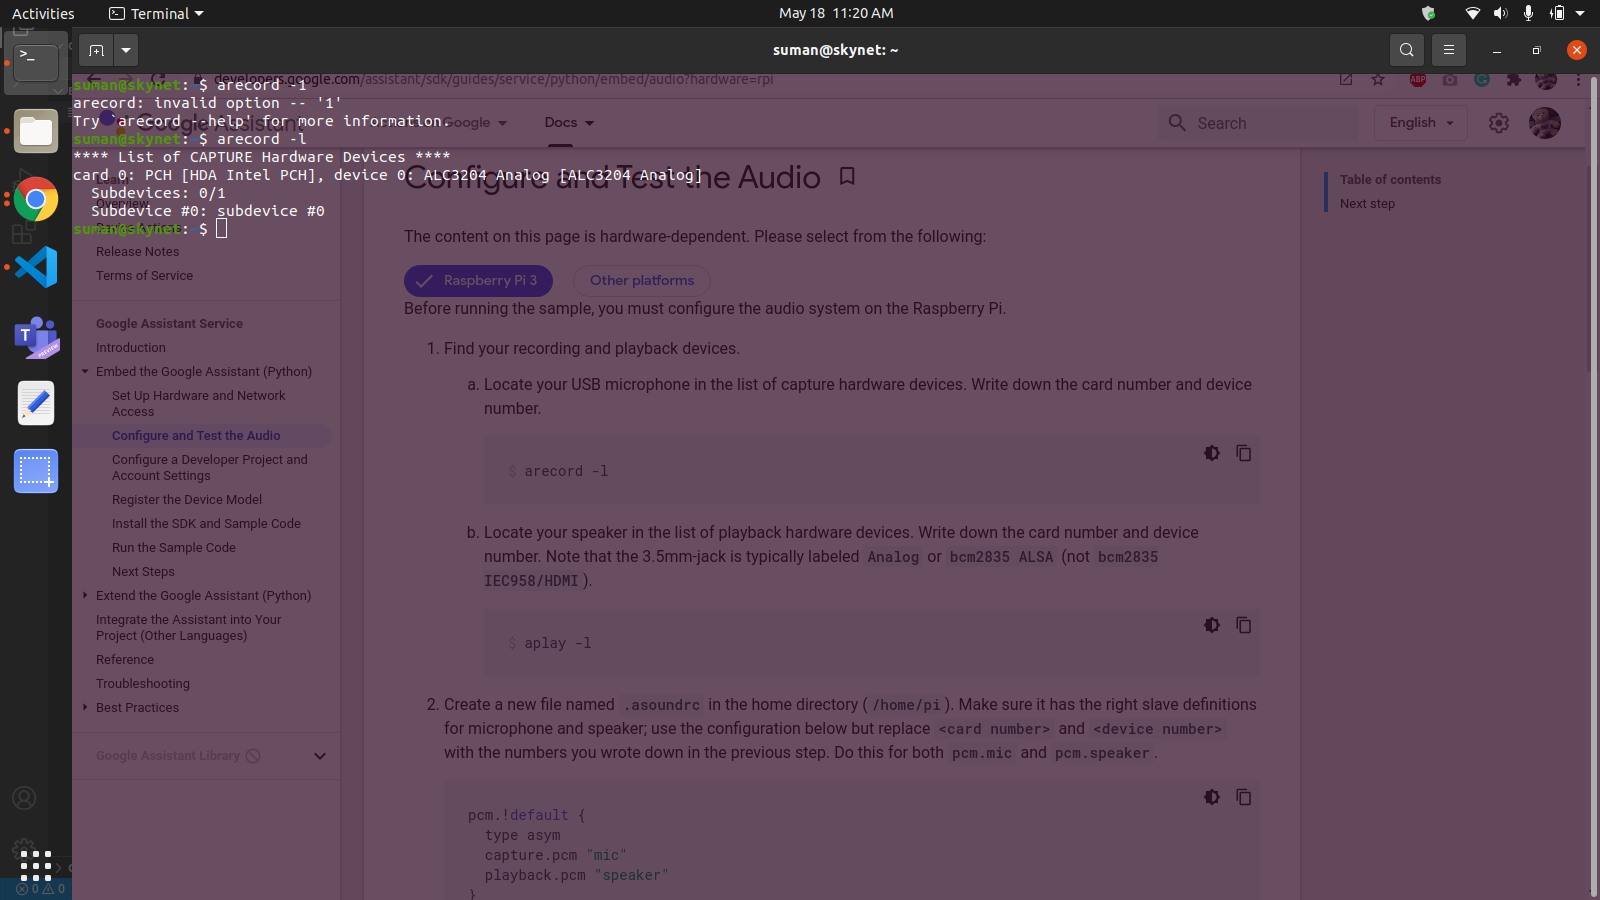 Activities
Terminal
May 18 11:20 AM
suman@skynet: ~
developers.google.com/assistant/sdk/guides/service/python/embed/audio?hardware=rpi
suman@skynet: $ arecord -1
arecord: invalid option -- '1'
Try `arecord --help' for more information.
suman@skynet: $ arecord -l
**** List of CAPTURE Hardware Devices ****
card 0: PCH [HDA Intel PCH], device 0: ALC3204 Analog [ALC3204 Analog]
Subdevices: 0/1
Subdevice #0: subdevice #0
suman@skynet: $
Google Assistant
Google
Docs
Search
English
Learn
Overview
Release Notes
Terms of Service
Google Assistant Service
Introduction
Embed the Google Assistant (Python)
Set Up Hardware and Network
Access
Configure and Test the Audio
Configure a Developer Project and
Account Settings
Register the Device Model
Install the SDK and Sample Code
Run the Sample Code
Next Steps
Extend the Google Assistant (Python)
Integrate the Assistant into Your
Project (Other Languages)
Reference
Troubleshooting
Best Practices
Google Assistant Library
Configure and Test the Audio
The content on this page is hardware-dependent. Please select from the following:
Raspberry Pi 3
Other platforms
Before running the sample, you must configure the audio system on the Raspberry Pi.
1. Find your recording and playback devices.
a. Locate your USB microphone in the list of capture hardware devices. Write down the card number and device
number.
$ arecord -l
b. Locate your speaker in the list of playback hardware devices. Write down the card number and device
number. Note that the 3.5mm-jack is typically labeled Analog or bcm2835 ALSA (not bcm2835
IEC958/HDMI).
$ aplay -l
2. Create a new file named .asoundrc in the home directory (/home/pi). Make sure it has the right slave definitions
for microphone and speaker; use the configuration below but replace <card number> and <device number>
with the numbers you wrote down in the previous step. Do this for both pcm.mic and pcm.speaker.
pcm.!default {
type asym
capture.pcm "mic"
playback.pcm "speaker"
}
Table of contents
Next step
ABP
T
PREVIEW
0 0